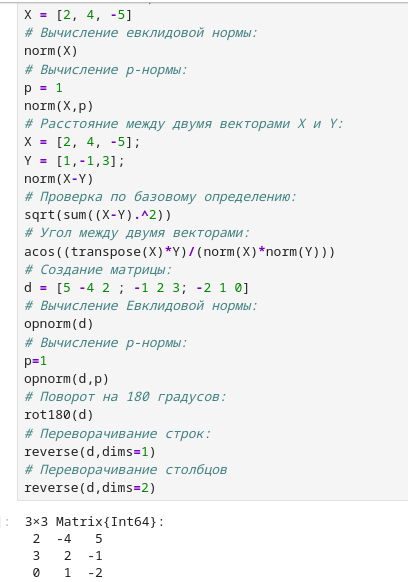 X = [2, 4, -5]
# Вычисление евклидовой нормы:
norm(X)
# Вычисление p-нормы:
p = 1
norm(X,p)
# Расстояние между двумя векторами X и Y:
X = [2, 4, -5];
Y = [1,-1,3];
norm(X-Y)
# Проверка по базовому определению:
sqrt(sum((X-Y).^2))
# Угол между двумя векторами:
acos((transpose(X)*Y)/(norm(X)*norm(Y)))
# Создание матрицы:
d = [5 -4 2 ; -1 2 3; -2 1 0]
# Вычисление Евклидовой нормы:
opnorm(d)
# Вычисление p-нормы:
p=1
opnorm(d,p)
# Поворот на 180 градусов:
rot180(d)
# Переворачивание строк:
reverse(d,dims=1)
# Переворачивание столбцов
reverse(d,dims=2)
]: 3×3 Matrix{Int64}:
2 -4 5
3 2 -1
0 1 -2